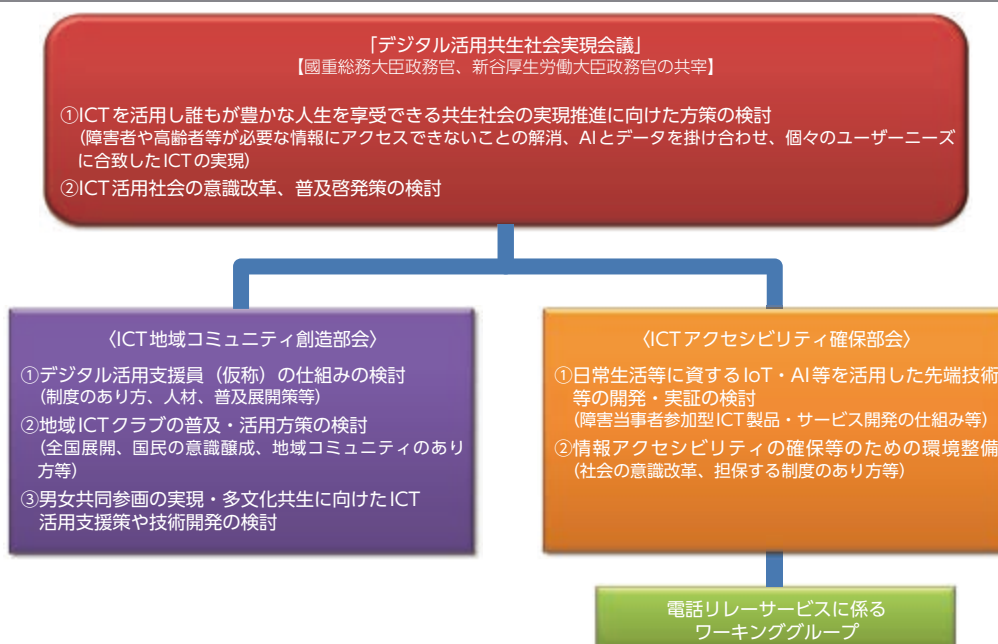 「デジタル活用共生社会実現会議」
【國重総務大臣政務官、新谷厚生労働大臣政務官の共宰】
①ICTを活用し誰もが豊かな人生を享受できる共生社会の実現推進に向けた方策の検討
（障害者や高齢者等が必要な情報にアクセスできないことの解消、AIとデータを掛け合わせ、個々のユーザーニーズ
に合致したICTの実現）
②ICT活用社会の意識改革、普及啓発策の検討
〈ICT地域コミュニティ創造部会〉
①デジタル活用支援員（仮称）の仕組みの検討
（制度のあり方、人材、普及展開策等）
②地域ICTクラブの普及・活用方策の検討
（全国展開、国民の意識醸成、地域コミュニティのあり
方等）
③男女共同参画の実現・多文化共生に向けたICT
活用支援策や技術開発の検討
〈ICTアクセシビリティ確保部会〉
①日常生活等に資するIoT・AI等を活用した先端技術
等の開発・実証の検討
（障害当事者参加型ICT製品・サービス開発の仕組み等）
②情報アクセシビリティの確保等のための環境整備
（社会の意識改革、担保する制度のあり方等）
電話リレーサービスに係る
ワーキンググループ